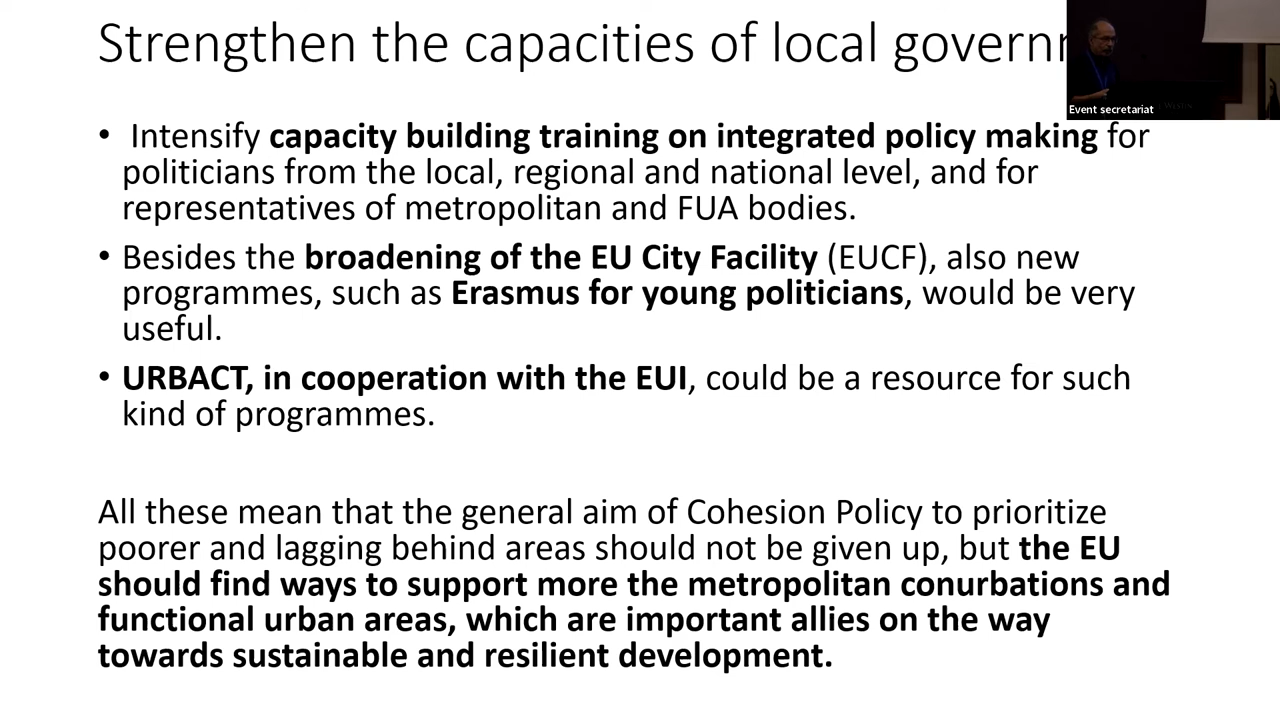 Strengthen the capacities of local
Event secretariat
• Intensify capacity building training on integrated policy making for
politicians from the local, regional and national level, and for
representatives of metropolitan and FUA bodies.
• Besides the broadening of the EU City Facility (EUCF), also new
programmes, such as Erasmus for young politicians, would be very
useful.
• URBACT, in cooperation with the EUI, could be a resource for such
kind of programmes.
All these mean that the general aim of Cohesion Policy to prioritize
poorer and lagging behind areas should not be given up, but the EU
should find ways to support more the metropolitan conurbations and
functional urban areas, which are important allies on the way
towards sustainable and resilient development.